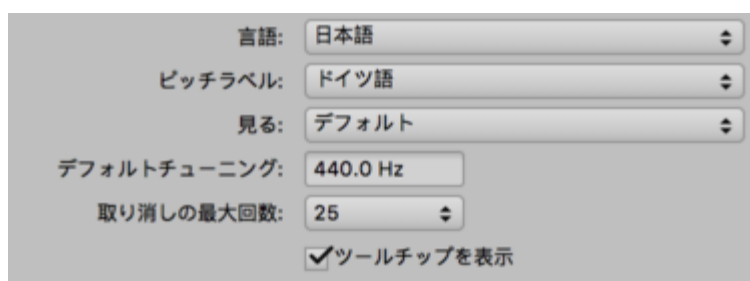 言語: 日本語
ピッチラベル: ドイツ語
見る: デフォルト
デフォルトチューニング: 440.0 Hz
取り消しの最大回数: 25
ツールチップを表示